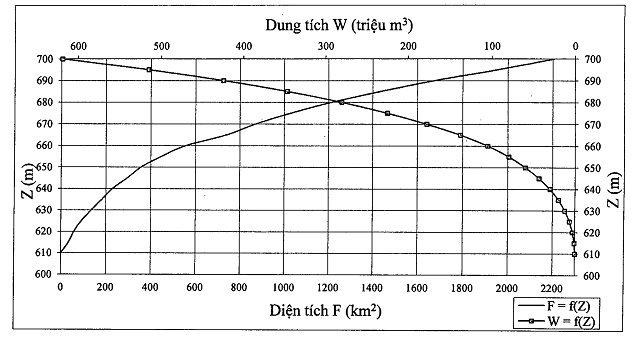 Dung tích W (triệu m³)
600 500 400 300 200 100 0
700 700
690 690
680 680
670 670
660 660
650 650
640 640
630 630
620 620
610 610
600 600
Z (m) Z (m)
0 200 400 600 800 1000 1200 1400 1600 1800 2000 2200
Diện tích F (km²)
F = f(Z)
W = f(Z)